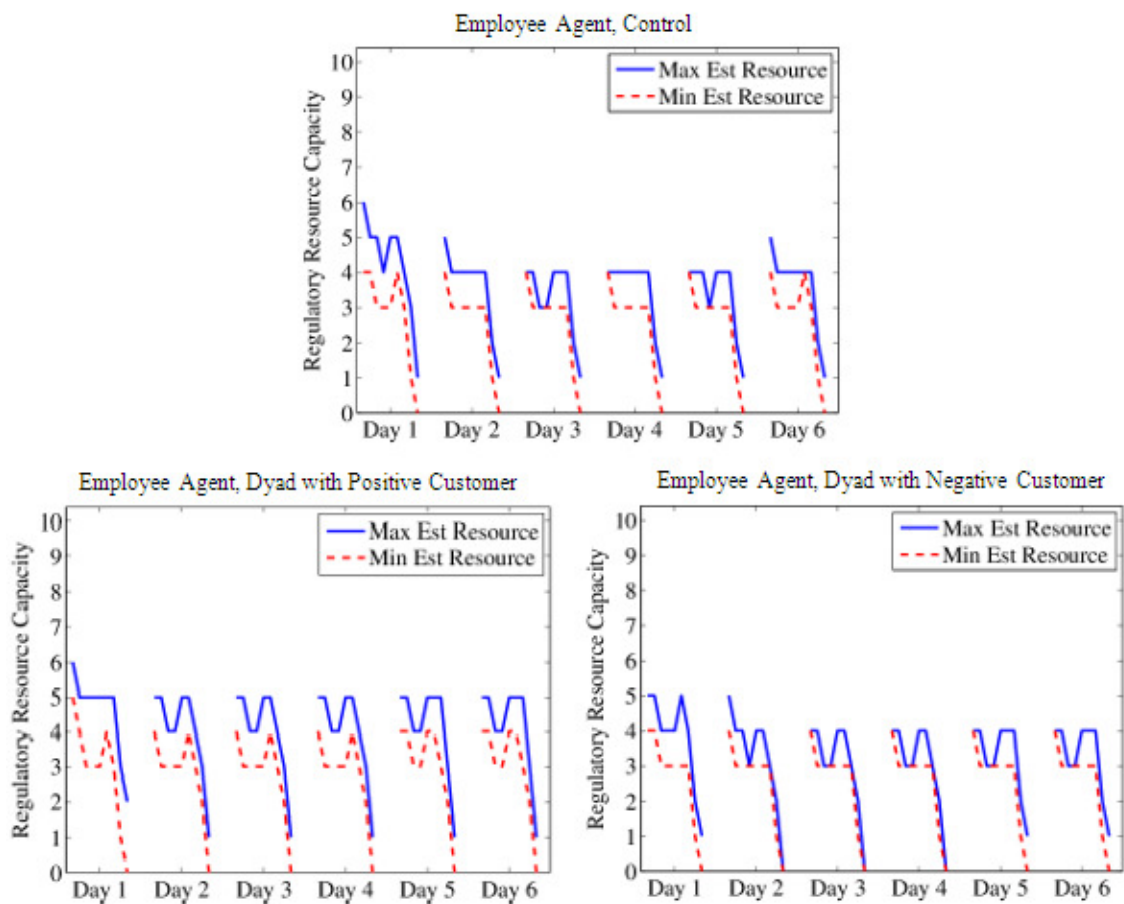 Employee Agent, Control
Regulatory Resource Capacity
10
9
8
7
6
5
4
3
2
1
0
Max Est Resource
Min Est Resource
Day 1 Day 2 Day 3 Day 4 Day 5 Day 6
Employee Agent, Dyad with Positive Customer
Regulatory Resource Capacity
10
9
8
7
6
5
4
3
2
1
0
Max Est Resource
Min Est Resource
Day 1 Day 2 Day 3 Day 4 Day 5 Day 6
Employee Agent, Dyad with Negative Customer
Regulatory Resource Capacity
10
9
8
7
6
5
4
3
2
1
0
Max Est Resource
Min Est Resource
Day 1 Day 2 Day 3 Day 4 Day 5 Day 6